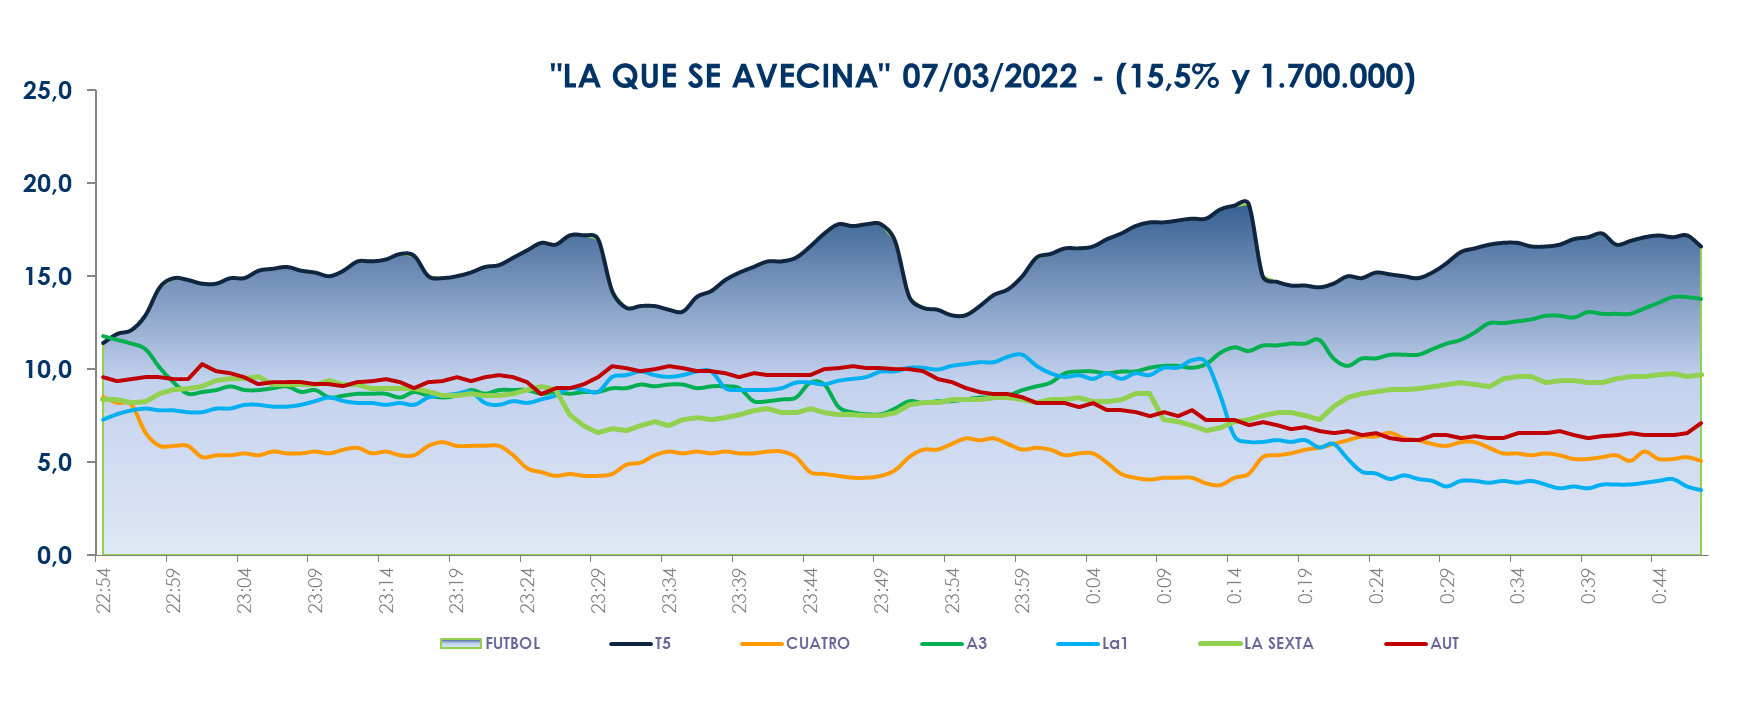 "LA QUE SE AVECINA" 07/03/2022 - (15,5% y 1.700.000)
25,0
20,0
15,0
10,0
5,0
0,0
22:54 22:59 23:04 23:09 23:14 23:19 23:24 23:29 23:34 23:39 23:44 23:49 23:54 23:59 0:04 0:09 0:14 0:19 0:24 0:29 0:34 0:39 0:44
FUTBOL T5 CUATRO A3 La1 LA SEXTA AUT